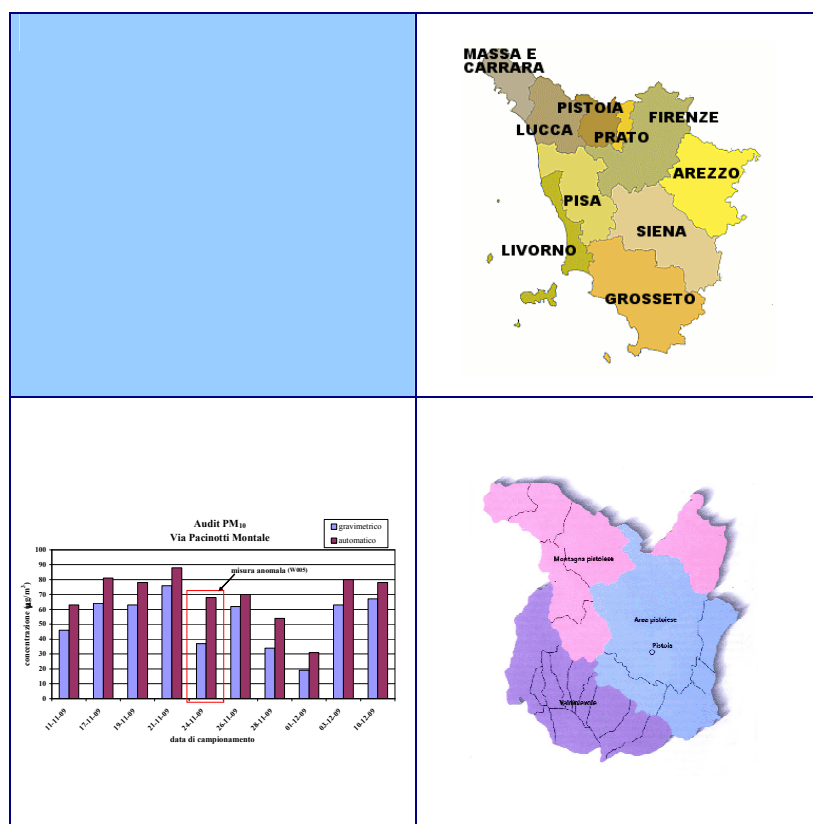 MASSA E
CARRARA
PISTOIA
FIRENZE
LUCCA
PRATO
AREZZO
PISA
SIENA
LIVORNO
GROSSETO
Audit PM10
Via Pacinotti Montale
gravimetrico
automatico
misura anomala (W005)
concentrazione (µg/m³)
100
90
80
70
60
50
40
30
20
10
0
11-11-09
17-11-09
19-11-09
21-11-09
24-11-09
26-11-09
28-11-09
01-12-09
03-12-09
10-12-09
data di campionamento
Montagna pistoiese
Area pistoiese
Pistoia
Valdinievole